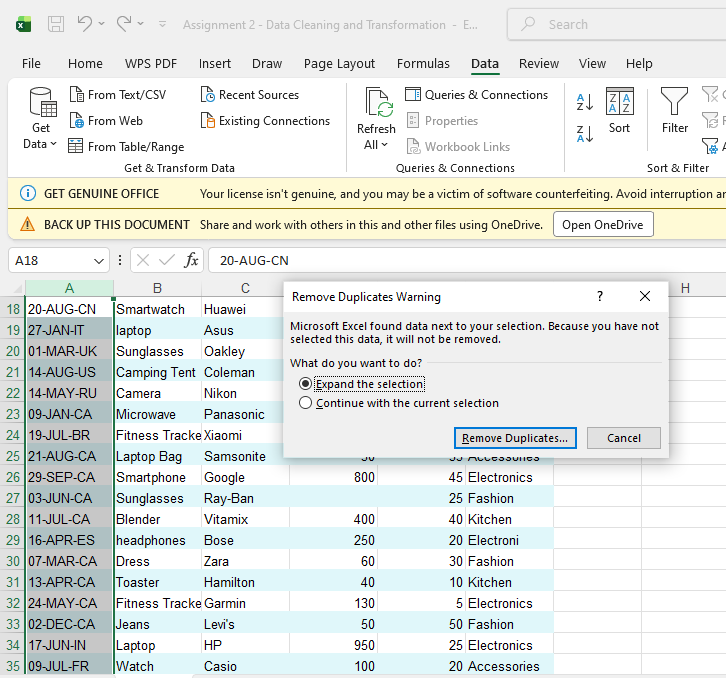 Assignment 2 - Data Cleaning and Transformation - E...
Search
File Home WPS PDF Insert Draw Page Layout Formulas Data Review View Help
Get Data
From Text/CSV
From Web
From Table/Range
Recent Sources
Existing Connections
Get & Transform Data
Refresh All
Queries & Connections
Properties
Workbook Links
Queries & Connections
Sort
Filter
Sort & Filter
GET GENUINE OFFICE Your license isn't genuine, and you may be a victim of software counterfeiting. Avoid interruption an
BACK UP THIS DOCUMENT Share and work with others in this and other files using OneDrive. Open OneDrive
A18 fx 20-AUG-CN
A B C H
Remove Duplicates Warning ?
Microsoft Excel found data next to your selection. Because you have not
selected this data, it will not be removed.
What do you want to do?
Expand the selection
Continue with the current selection
Remove Duplicates... Cancel
18 20-AUG-CN Smartwatch Huawei
19 27-JAN-IT laptop Asus
20 01-MAR-UK Sunglasses Oakley
21 14-AUG-US Camping Tent Coleman
22 14-MAY-RU Camera Nikon
23 09-JAN-CA Microwave Panasonic
24 19-JUL-BR Fitness Tracke Xiaomi
25 21-AUG-CA Laptop Bag Samsonite Accessories
26 29-SEP-CA Smartphone Google 800 45 Electronics
27 03-JUN-CA Sunglasses Ray-Ban 25 Fashion
28 11-JUL-CA Blender Vitamix 400 40 Kitchen
29 16-APR-ES headphones Bose 250 20 Electroni
30 07-MAR-CA Dress Zara 60 30 Fashion
31 13-APR-CA Toaster Hamilton 40 10 Kitchen
32 24-MAY-CA Fitness Tracke Garmin 130 5 Electronics
33 02-DEC-CA Jeans Levi's 50 50 Fashion
34 17-JUN-IN Laptop HP 950 25 Electronics
35 09-JUL-FR Watch Casio 100 20 Accessories